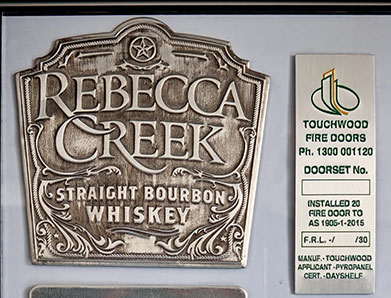 REBECCA
CREEK
STRAIGHT BOURBON
WHISKEY
TOUCHWOOD
FIRE DOORS
Ph. 1300 001120
DOORSET No.
INSTALLED 20
FIRE DOOR TO
AS 1905-1-2015
F.R.L. -/ /30
MANUF. - TOUCHWOOD
APPLICANT - PYROPANEL
CERT. - DAYSHELF